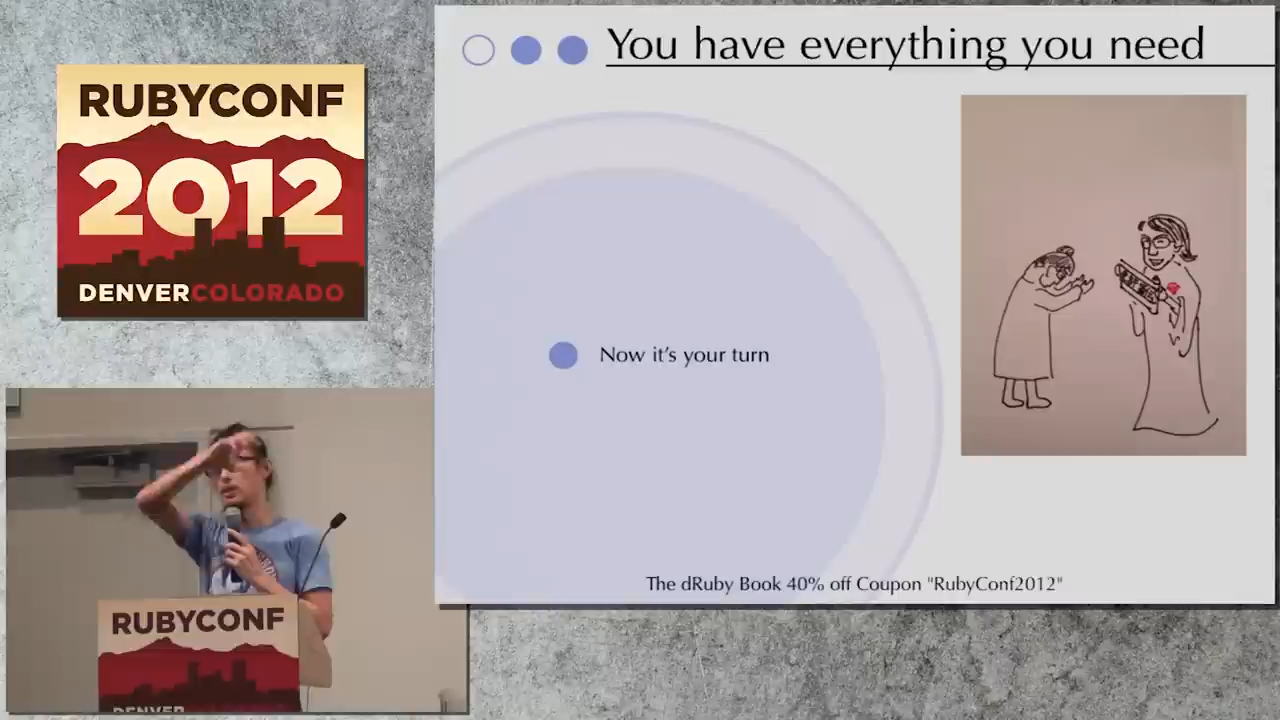 RUBYCONF
2012
DENVERCOLORADO
You have everything you need
Now it's your turn
The dRuby Book 40% off Coupon "RubyConf2012"
RUBYCONF
DENVER